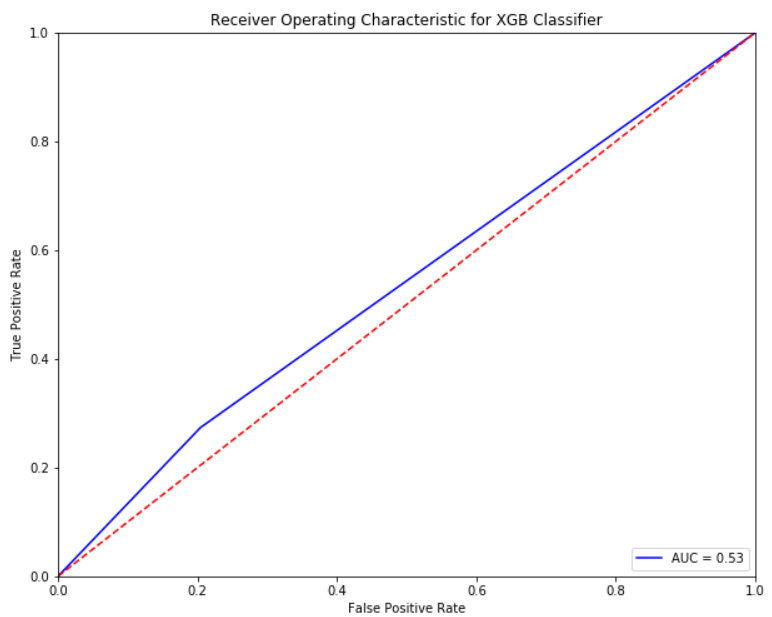 Receiver Operating Characteristic for XGB Classifier
1.0
0.8
0.6
0.4
0.2
0.0
True Positive Rate
AUC = 0.53
0.0 0.2 0.4 0.6 0.8 1.0
False Positive Rate